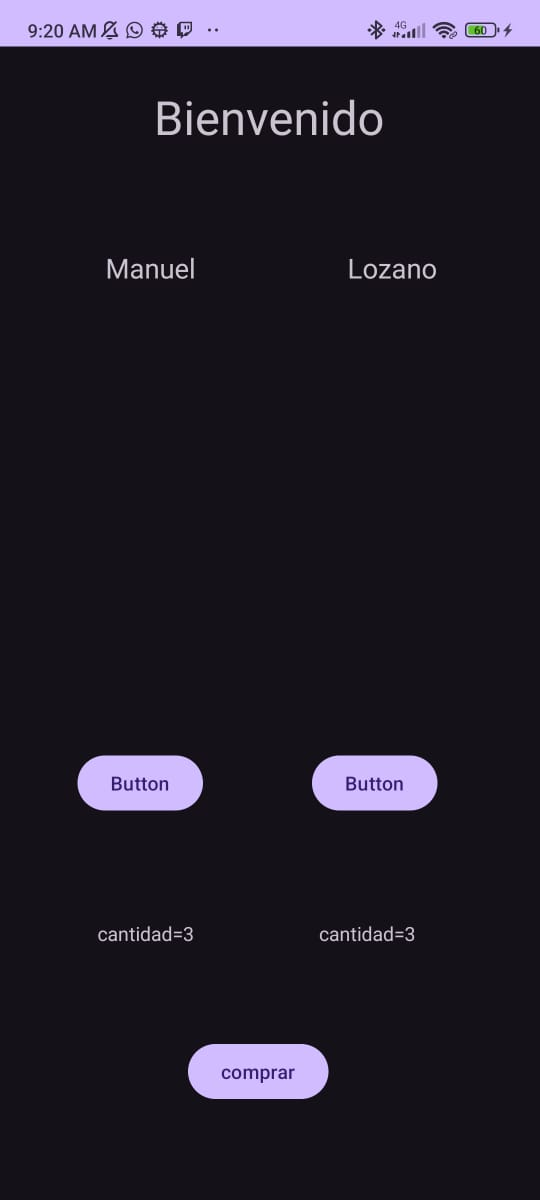 9:20 AM 4G 60
Bienvenido
Manuel Lozano
Button Button
cantidad=3 cantidad=3
comprar